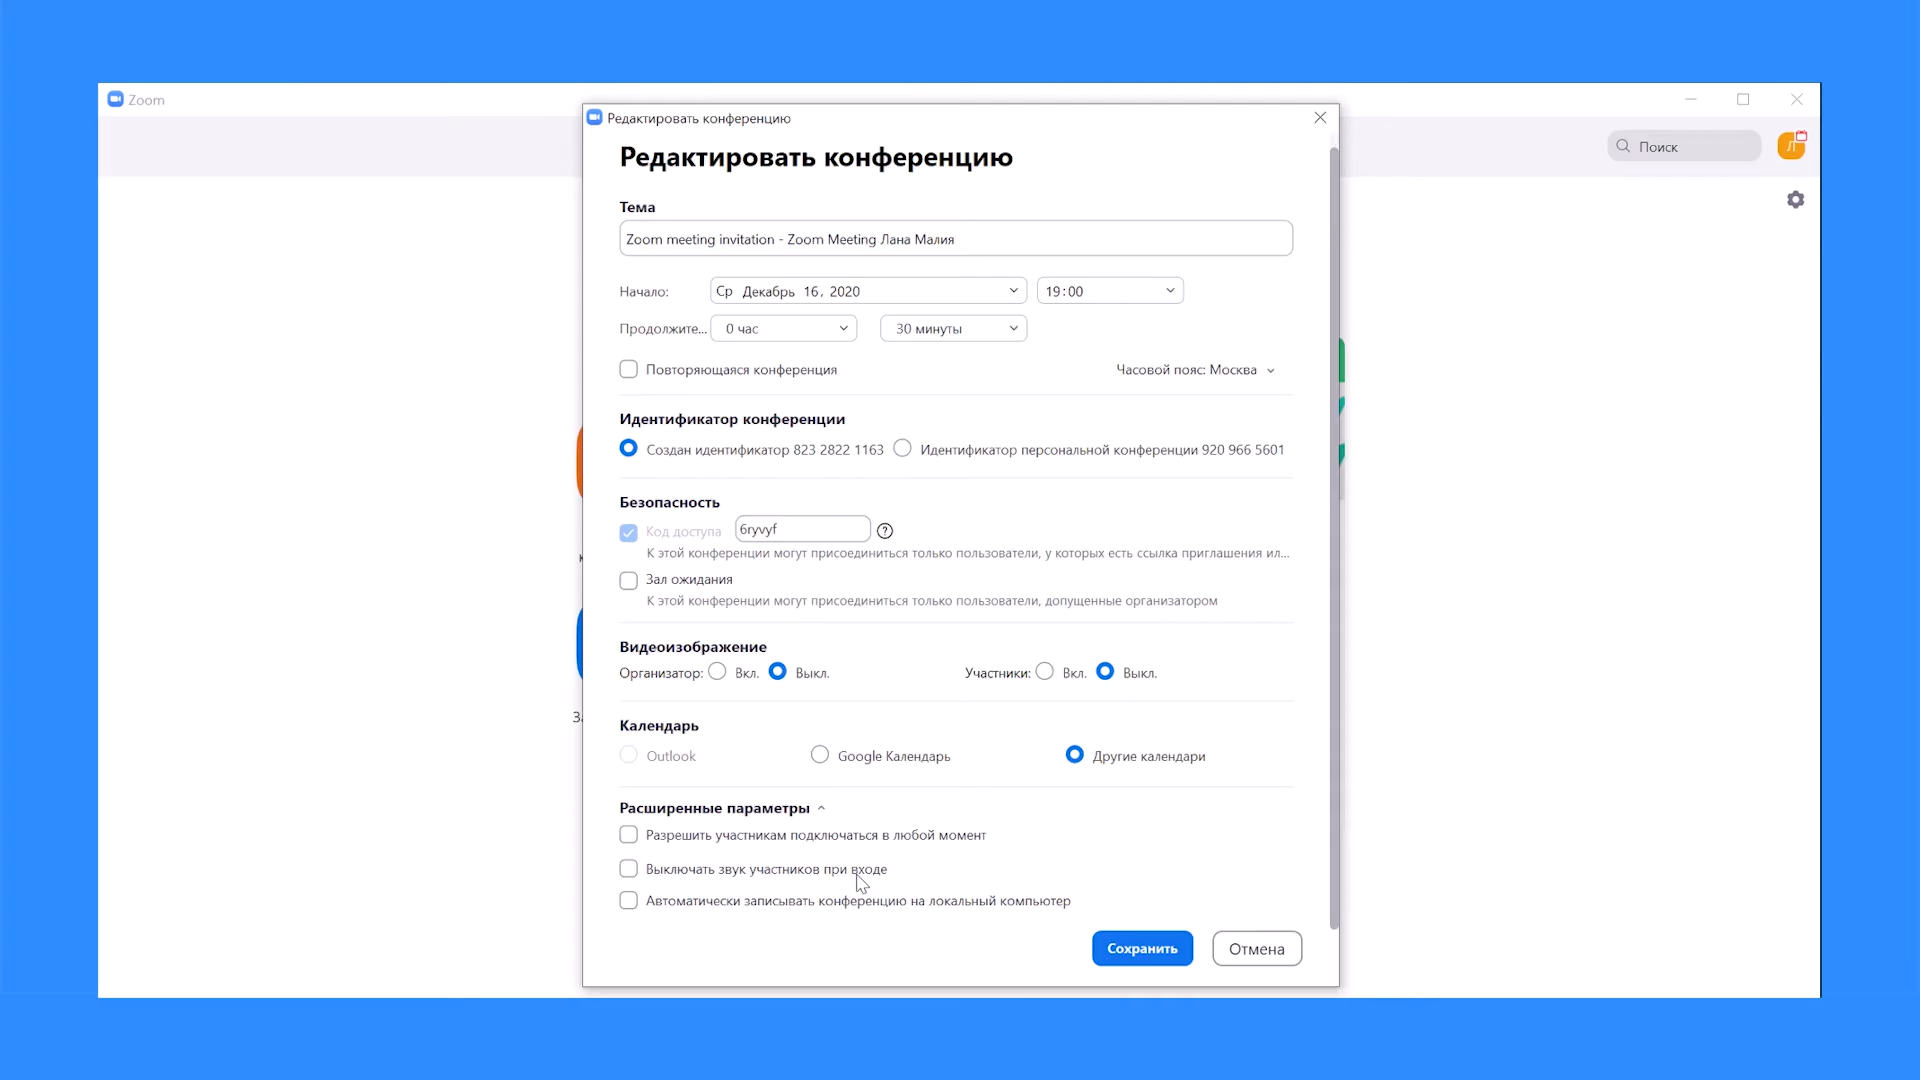 Zoom
Редактировать конференцию
Поиск
Л
Редактировать конференцию
Тема
Zoom meeting invitation - Zoom Meeting Лана Малия
Начало: Ср Декабрь 16, 2020 19:00
Продолжите... 0 час 30 минуты
Повторяющаяся конференция Часовой пояс: Москва
Идентификатор конференции
Создан идентификатор 823 2822 1163 Идентификатор персональной конференции 920 966 5601
Безопасность
Код доступа 6ryvyf ?
К этой конференции могут присоединиться только пользователи, у которых есть ссылка приглашения ил...
Зал ожидания
К этой конференции могут присоединиться только пользователи, допущенные организатором
Видеоизображение
Организатор: Вкл. Выкл. Участники: Вкл. Выкл.
За
Календарь
Outlook Google Календарь Другие календари
Расширенные параметры
Разрешить участникам подключаться в любой момент
Выключать звук участников при входе
Автоматически записывать конференцию на локальный компьютер
Сохранить Отмена